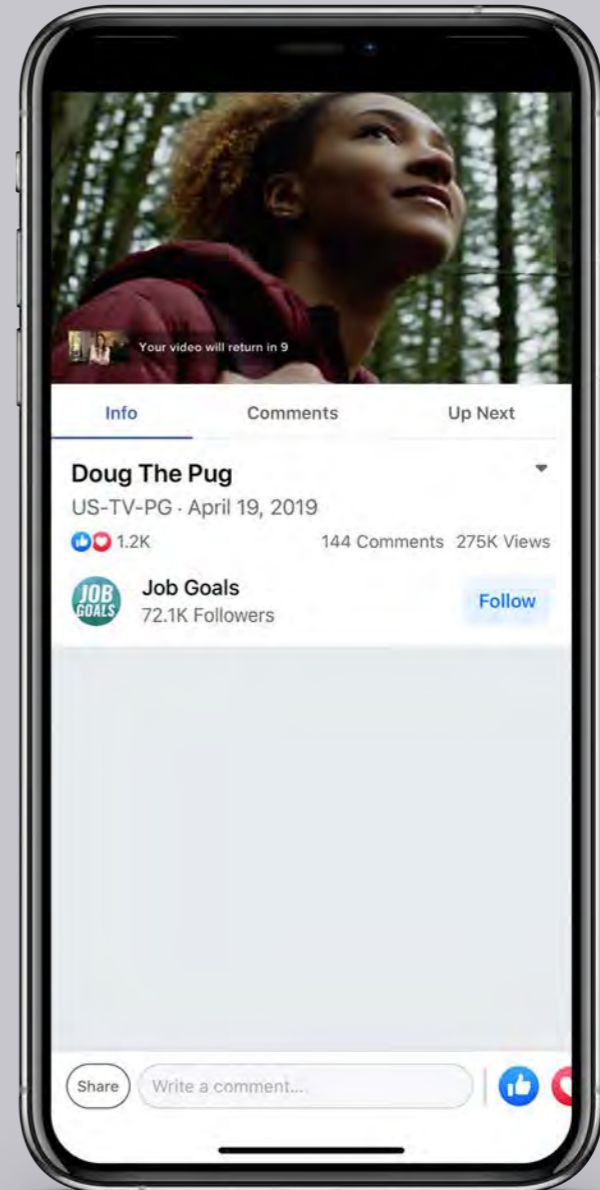 Your video will return in 9
Info Comments Up Next
Doug The Pug
US-TV-PG · April 19, 2019
1.2K 144 Comments 275K Views
JOB
GOALS
Job Goals
72.1K Followers
Follow
Share Write a comment...